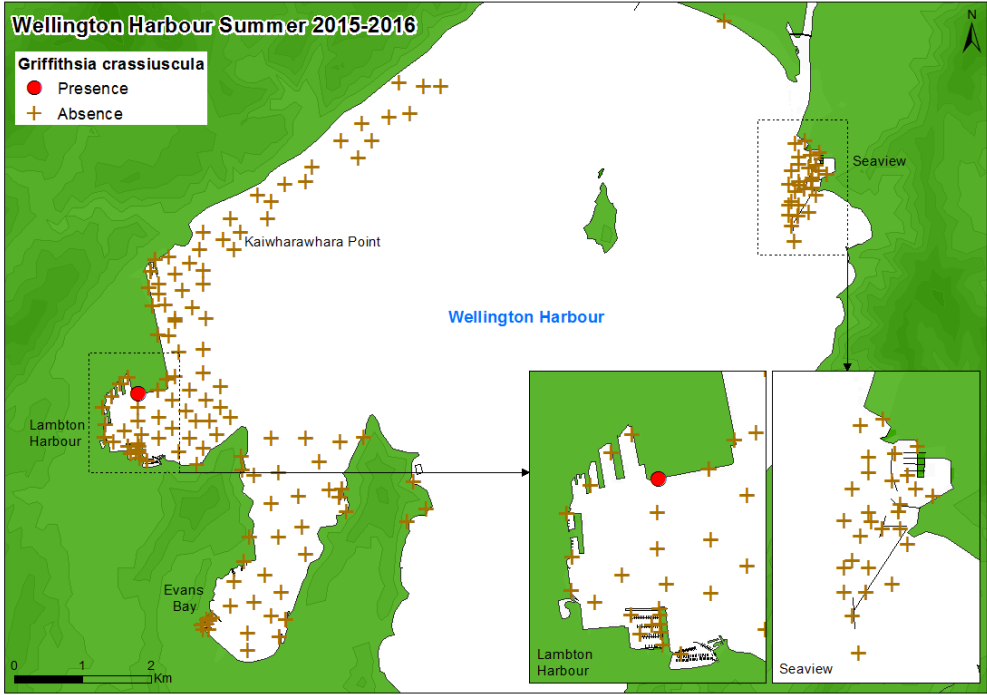 Wellington Harbour Summer 2015-2016
Griffithsia crassiuscula
Presence
Absence
N
Seaview
Kaiwharawhara Point
Wellington Harbour
Lambton
Harbour
Evans
Bay
0 1 2
Km
Lambton
Harbour
Seaview